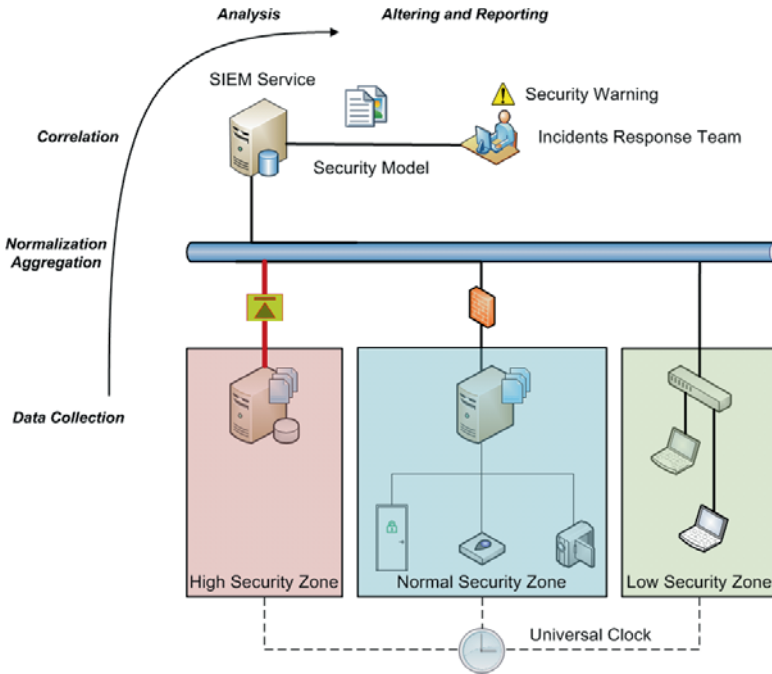 Analysis
Altering and Reporting
SIEM Service
Security Warning
Correlation
Incidents Response Team
Security Model
Normalization
Aggregation
Data Collection
High Security Zone
Normal Security Zone
Low Security Zone
Universal Clock